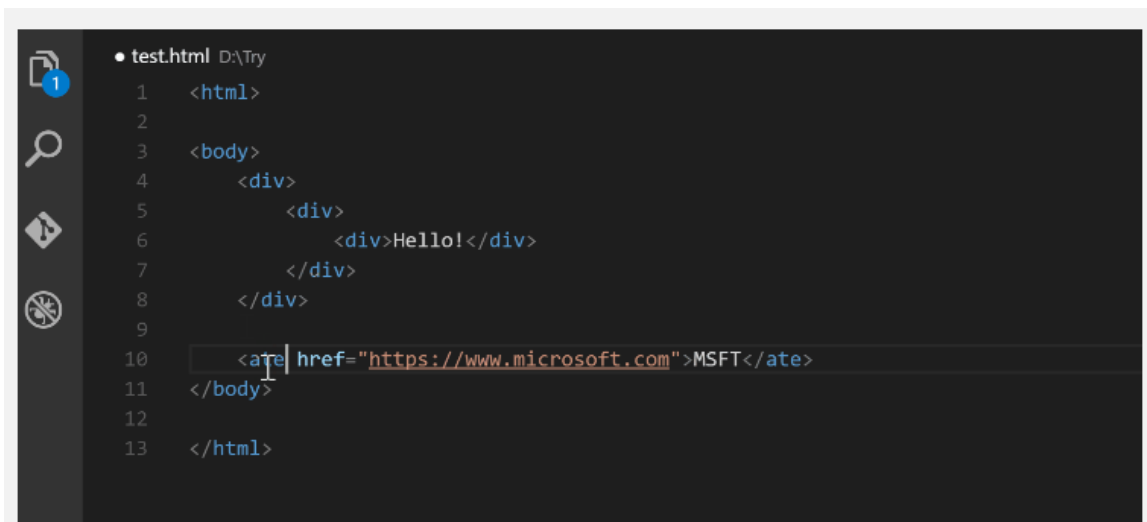 ● test.html D:\Try
1
1 <html>
2
3 <body>
4     <div>
5         <div>
6             <div>Hello!</div>
7         </div>
8     </div>
9
10     <ate href="https://www.microsoft.com">MSFT</ate>
11 </body>
12
13 </html>